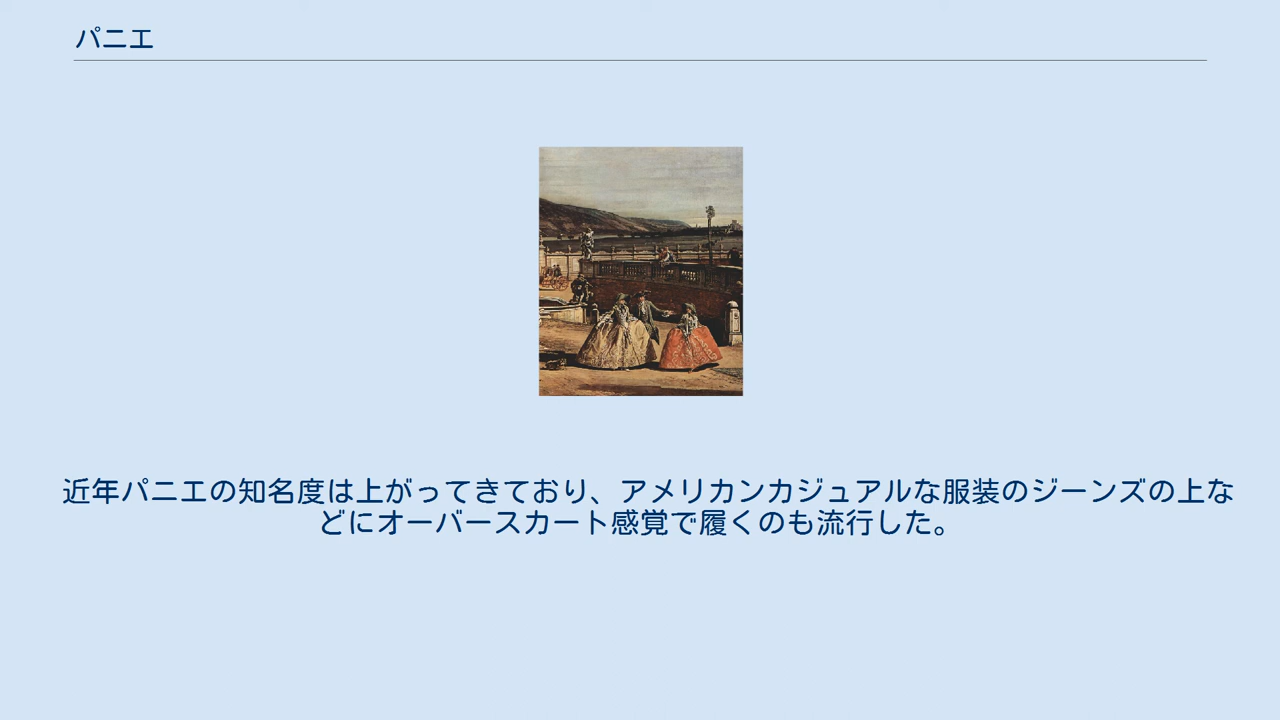 パニエ
近年パニエの知名度は上がってきており、アメリカンカジュアルな服装のジーンズの上な
どにオーバースカート感覚で履くのも流行した。